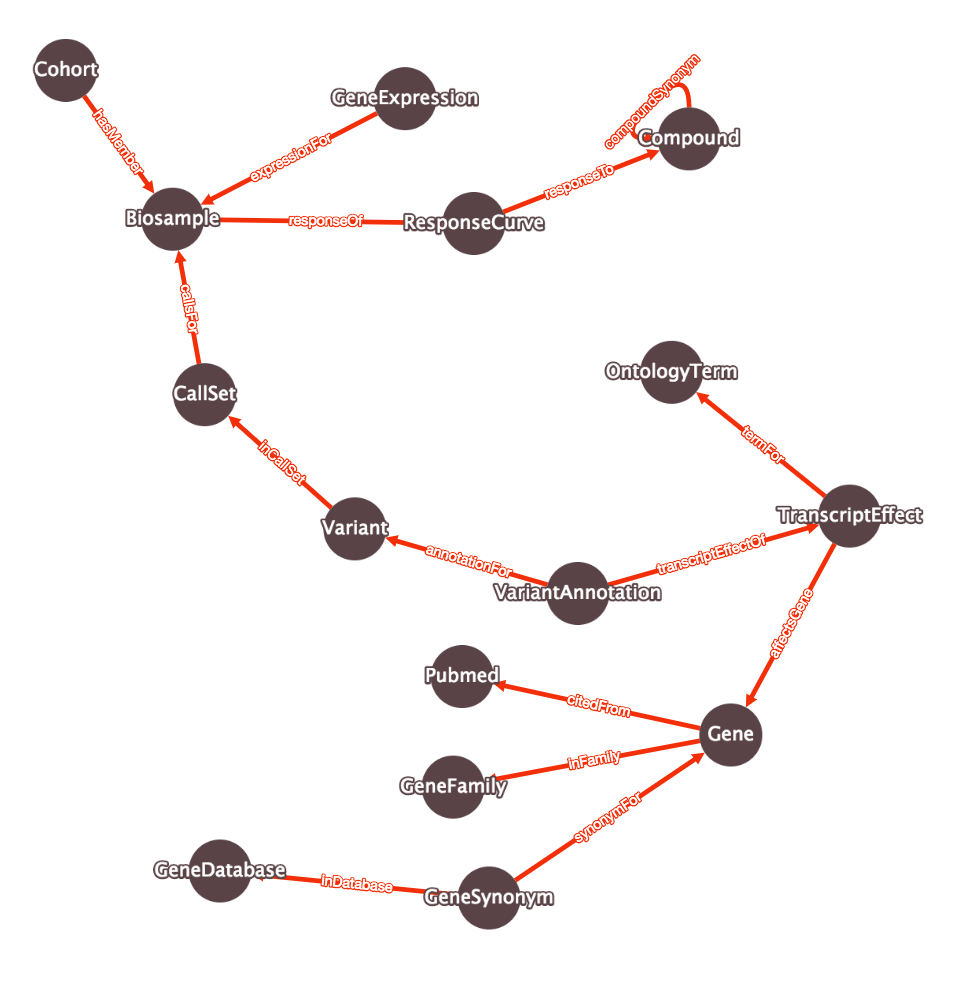 Cohort
GeneExpression
compoundSynonym
Compound
hasMember
expressionFor
responseTo
Biosample
responseOf
ResponseCurve
callsFor
CallSet
OntologyTerm
inCallSet
termFor
Variant
TranscriptEffect
annotationFor
transcriptEffectOf
VariantAnnotation
affectsGene
Pubmed
citedFrom
Gene
inFamily
GeneFamily
synonymFor
GeneDatabase
inDatabase
GeneSynonym